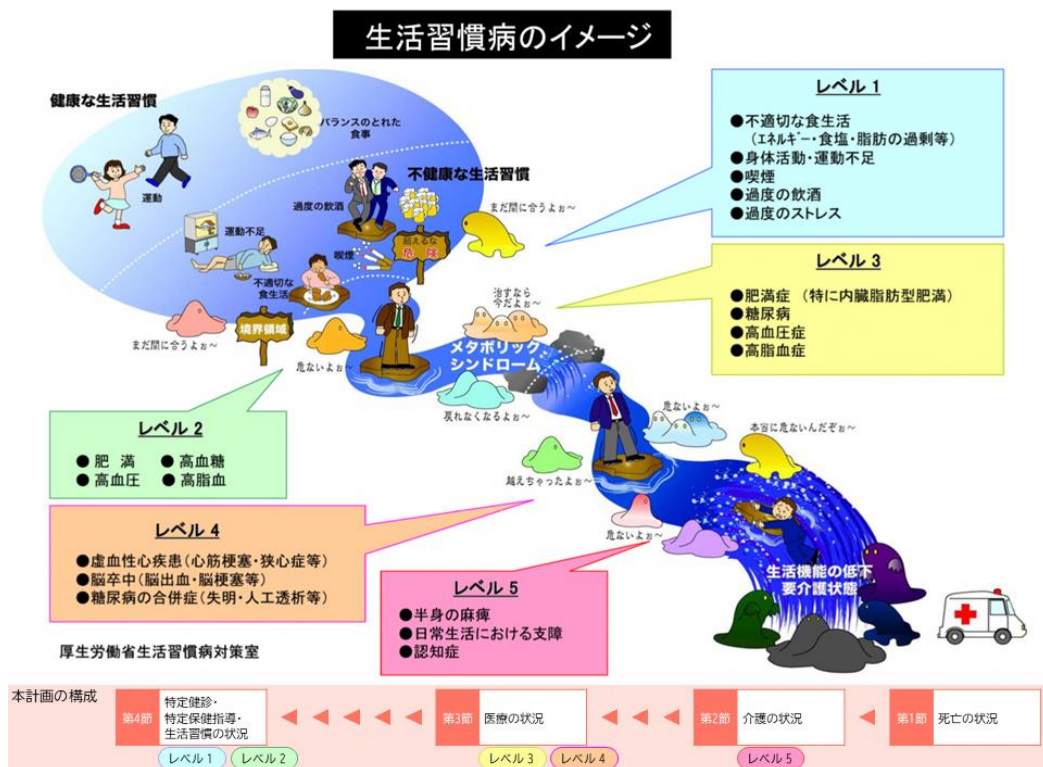 生活習慣病のイメージ
健康な生活習慣
バランスのとれた
食事
運動
不健康な生活習慣
過度の飲酒
運動不足
喫煙
超えるな
危険
不適切な
食生活
境界領域
まだ間に合うよぉ～
まだ間に合うよぉ～
危ないよぉ～
治すなら
今だよぉ～
メタボリック
シンドローム
戻れなくなるよぉ～
危ないよぉ～
本当に危ないんだぞぉ～
越えちゃったよぉ～
危ないよぉ～
生活機能の低下
要介護状態
レベル 1
●不適切な食生活
(エネルギー・食塩・脂肪の過剰等)
●身体活動・運動不足
●喫煙
●過度の飲酒
●過度のストレス
レベル 3
●肥満症 (特に内臓脂肪型肥満)
●糖尿病
●高血圧症
●高脂血症
レベル 2
● 肥 満 ● 高血糖
● 高血圧 ● 高脂血
レベル 4
●虚血性心疾患(心筋梗塞・狭心症等)
●脳卒中(脳出血・脳梗塞等)
●糖尿病の合併症(失明・人工透析等)
レベル 5
●半身の麻痺
●日常生活における支障
●認知症
厚生労働省生活習慣病対策室
本計画の構成
第4節 特定健診・
特定保健指導・
生活習慣の状況
第3節 医療の状況
第2節 介護の状況
第1節 死亡の状況
レベル 1 レベル 2 レベル 3 レベル 4 レベル 5